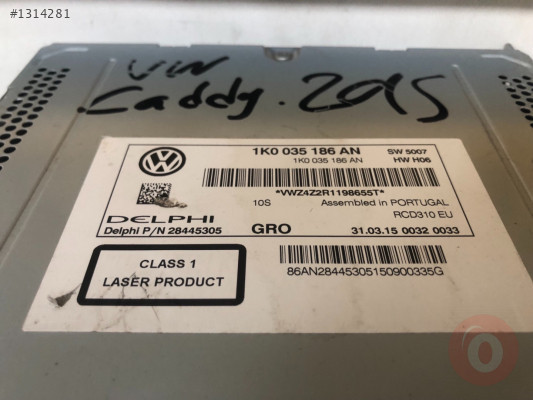 #1314281
VW
Caddy. 2015
1K0 035 186 AN SW 5007
1K0 035 186 AN HW H06
*VWZ4Z2R1198655T*
10S Assembled in PORTUGAL
DELPHI RCD310 EU
Delphi P/N 28445305 GRO 31.03.15 0032 0033
CLASS 1
LASER PRODUCT
86AN28445305150900335G